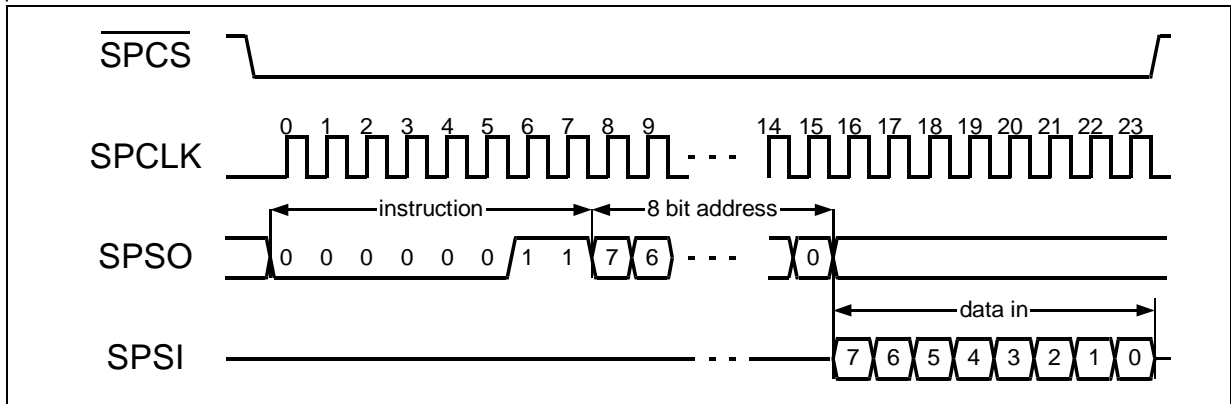 SPCS
0 1 2 3 4 5 6 7 8 9 14 15 16 17 18 19 20 21 22 23
SPCLK - - -
instruction 8 bit address
SPSO 0 0 0 0 0 0 1 1 7 6 - - - 0
data in
SPSI - - - 7 6 5 4 3 2 1 0